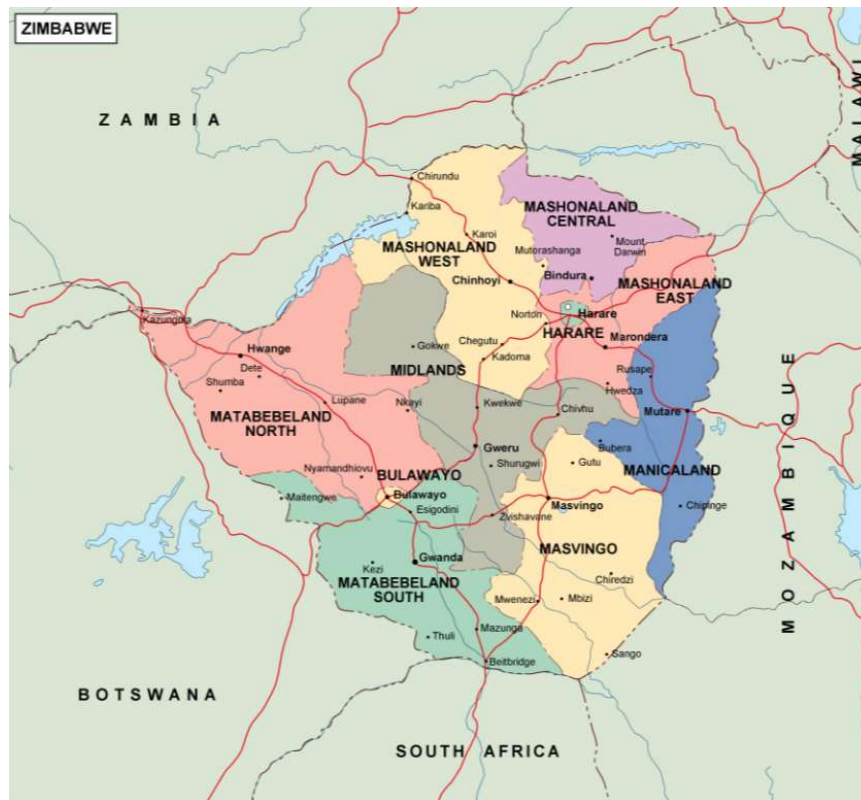 ZIMBABWE
ZAMBIA
MALAWI
Chirundu
Kariba
MASHONALAND
CENTRAL
Karoi
MASHONALAND
WEST
Mount
Darwin
Mutorashanga
Bindura
Chinhoyi
MASHONALAND
EAST
Kazungula
Norton
Harare
HARARE
Marondera
Hwange
Gokwe
Chegutu
Kadoma
Dete
Shumba
MIDLANDS
Rusape
Hwedza
Lupane
Nkayi
Kwekwe
Chivhu
Mutare
MATABEBELAND
NORTH
Gweru
Bubera
Nyamandhlovu
BULAWAYO
Shurugwi
Gutu
MANICALAND
Maitengwe
Bulawayo
Esigodini
Zvishavane
Masvingo
Chipinge
MOZAMBIQUE
Gwanda
Kezi
MASVINGO
MATABEBELAND
SOUTH
Chiredzi
Mwenezi
Mbizi
Mazunga
Thuli
Beitbridge
Sango
BOTSWANA
SOUTH AFRICA